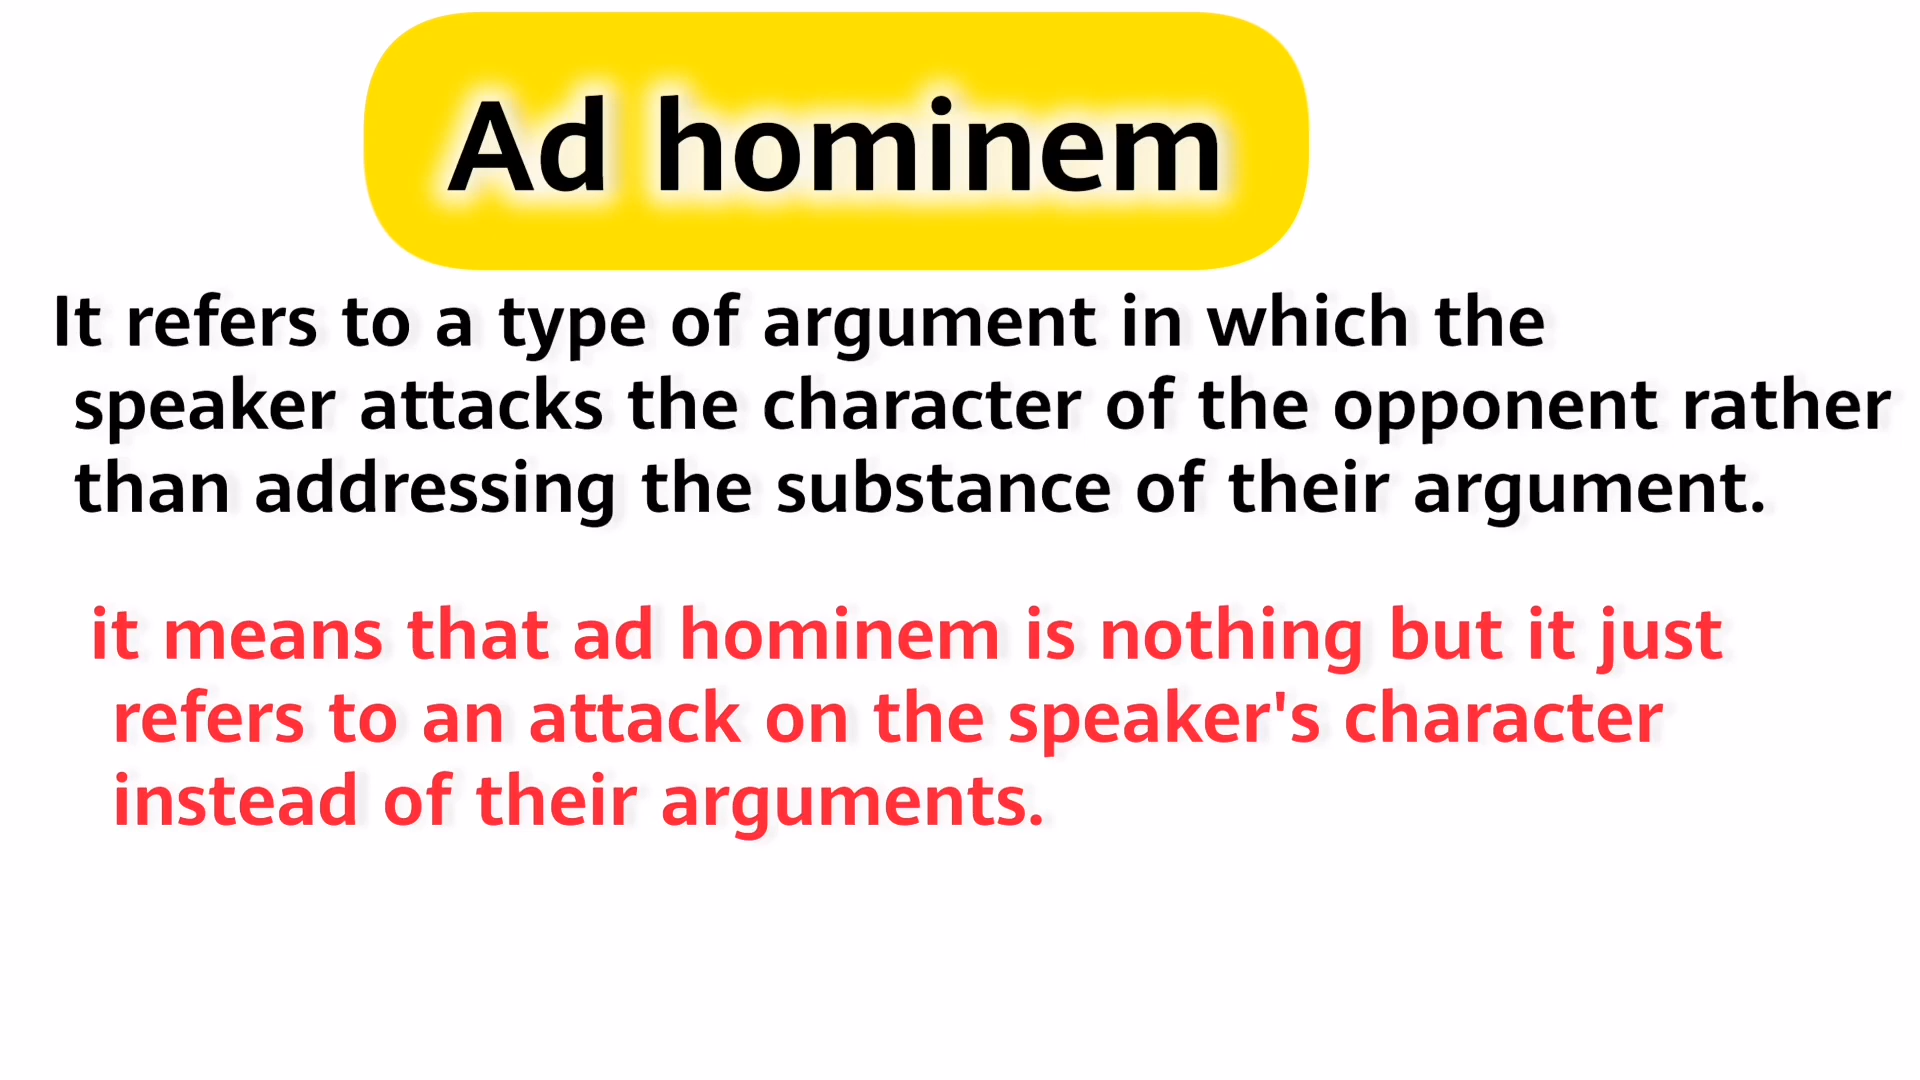 Ad hominem
It refers to a type of argument in which the
speaker attacks the character of the opponent rather
than addressing the substance of their argument.
it means that ad hominem is nothing but it just
refers to an attack on the speaker's character
instead of their arguments.